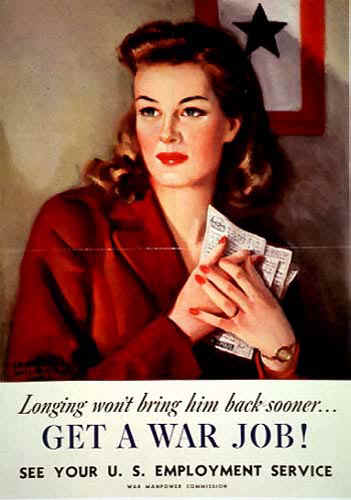 Longing won't bring him back sooner...
GET A WAR JOB!
SEE YOUR U. S. EMPLOYMENT SERVICE
WAR MANPOWER COMMISSION